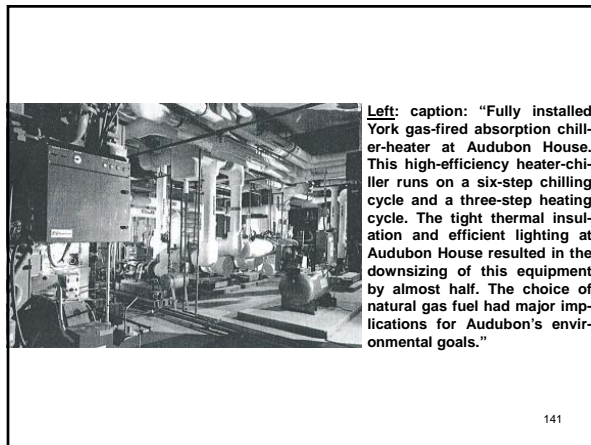 Left: caption: “Fully installed
York gas-fired absorption chill-
er-heater at Audubon House.
This high-efficiency heater-chi-
ller runs on a six-step chilling
cycle and a three-step heating
cycle. The tight thermal insul-
ation and efficient lighting at
Audubon House resulted in the
downsizing of this equipment
by almost half. The choice of
natural gas fuel had major imp-
lications for Audubon’s envir-
onmental goals.”
141